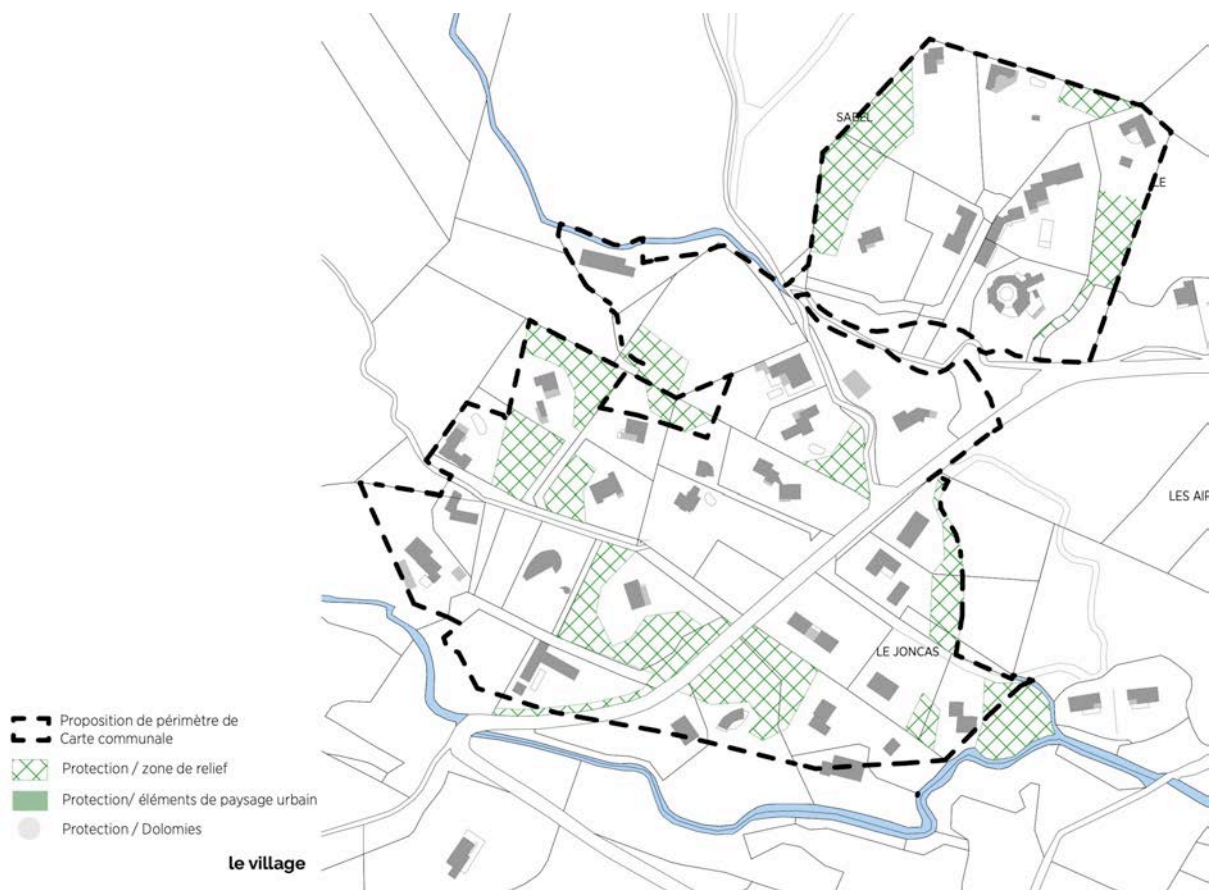 SABEL
LE
LES AIR
LE JONCAS
Proposition de périmètre de
Carte communale
Protection / zone de relief
Protection/ éléments de paysage urbain
Protection / Dolomies
le village